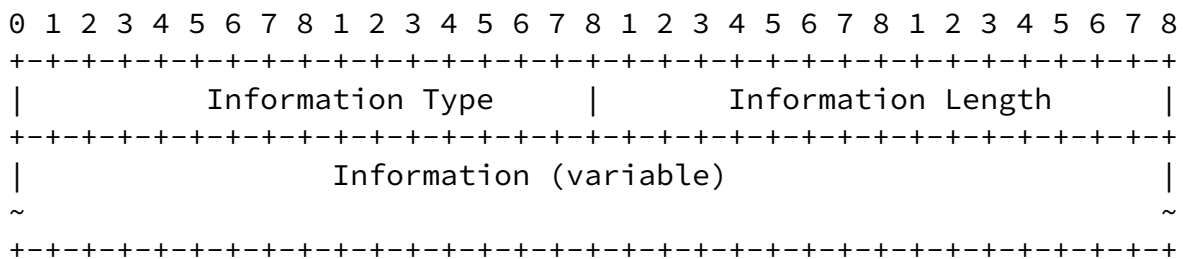 0 1 2 3 4 5 6 7 8 1 2 3 4 5 6 7 8 1 2 3 4 5 6 7 8 1 2 3 4 5 6 7 8
+-+-+-+-+-+-+-+-+-+-+-+-+-+-+-+-+-+-+-+-+-+-+-+-+-+-+-+-+-+-+-+-+
|           Information Type     |       Information Length      |
+-+-+-+-+-+-+-+-+-+-+-+-+-+-+-+-+-+-+-+-+-+-+-+-+-+-+-+-+-+-+-+-+
|                  Information (variable)                        |
~                                                                ~
+-+-+-+-+-+-+-+-+-+-+-+-+-+-+-+-+-+-+-+-+-+-+-+-+-+-+-+-+-+-+-+-+